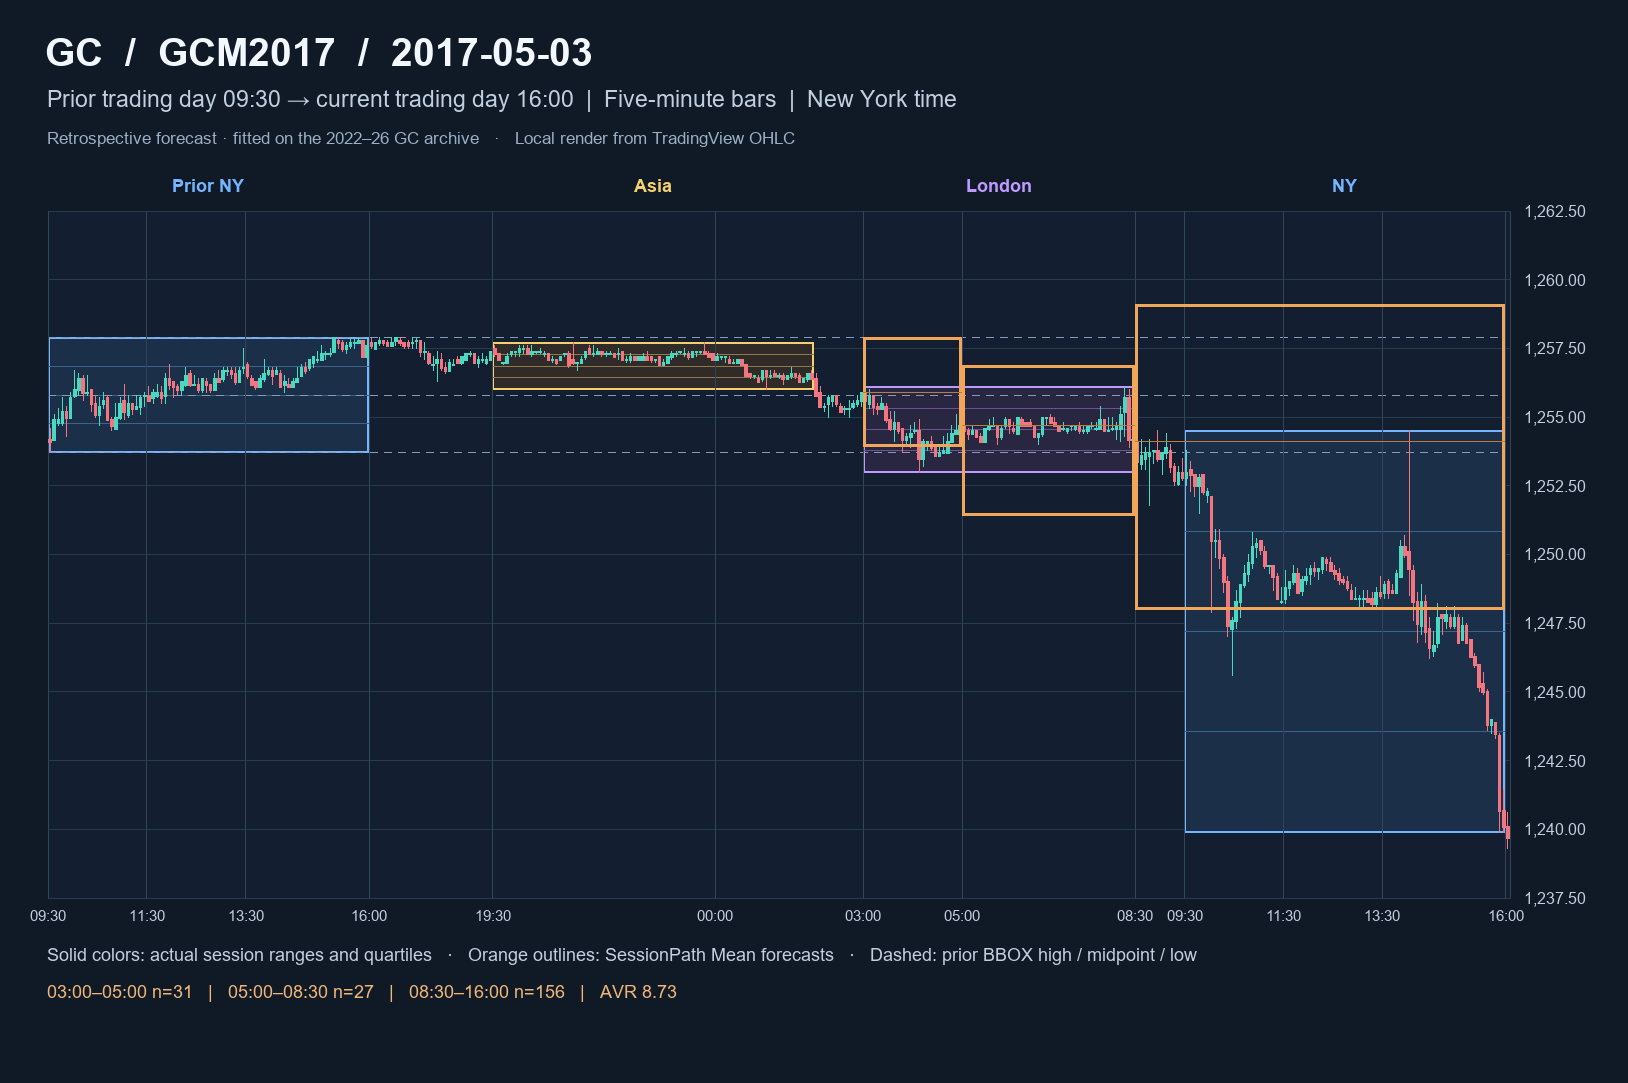 GC / GCM2017 / 2017-05-03
Prior trading day 09:30 → current trading day 16:00 | Five-minute bars | New York time
Retrospective forecast · fitted on the 2022–26 GC archive · Local render from TradingView OHLC
Prior NY Asia London NY
1,262.50
1,260.00
1,257.50
1,255.00
1,252.50
1,250.00
1,247.50
1,245.00
1,242.50
1,240.00
1,237.50
09:30 11:30 13:30 16:00 19:30 00:00 03:00 05:00 08:30 09:30 11:30 13:30 16:00
Solid colors: actual session ranges and quartiles · Orange outlines: SessionPath Mean forecasts · Dashed: prior BBOX high / midpoint / low
03:00–05:00 n=31 | 05:00–08:30 n=27 | 08:30–16:00 n=156 | AVR 8.73